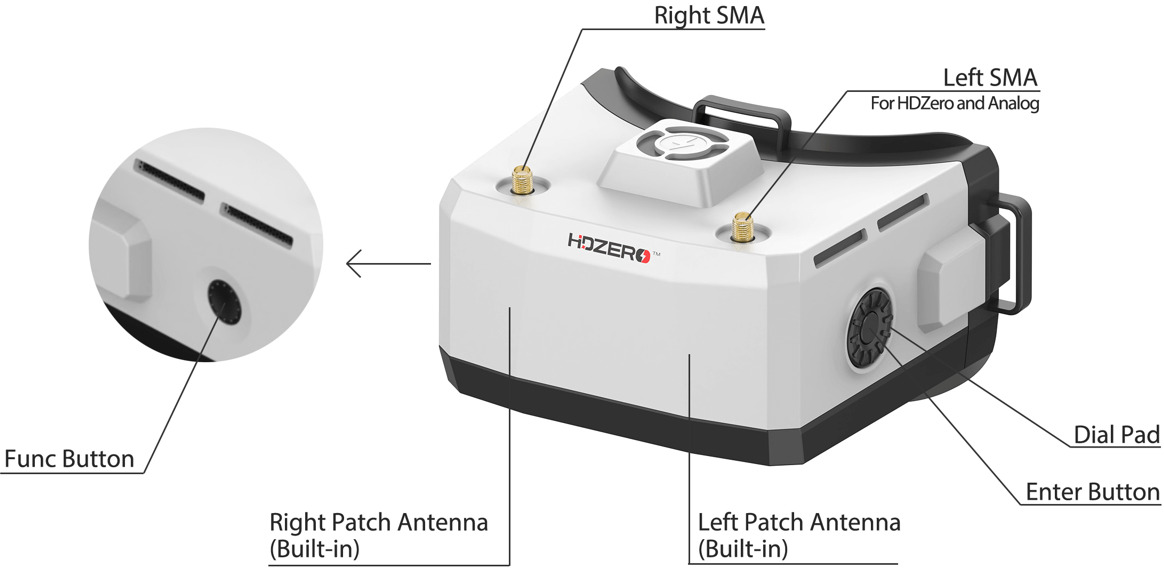 Right SMA
Left SMA
For HDZero and Analog
HDZERO™
Func Button
Dial Pad
Enter Button
Right Patch Antenna
(Built-in)
Left Patch Antenna
(Built-in)